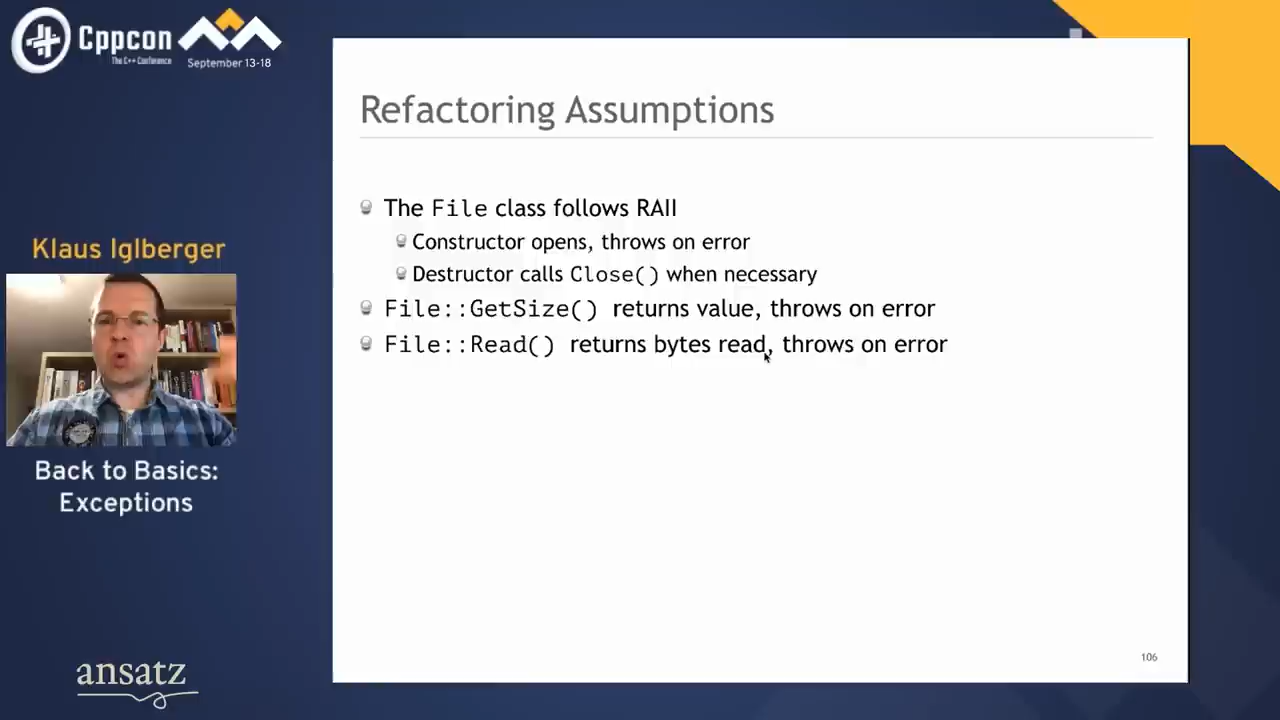 Cppcon
The C++ Conference
September 13-18
Refactoring Assumptions
The File class follows RAII
Constructor opens, throws on error
Destructor calls Close() when necessary
File::GetSize() returns value, throws on error
File::Read() returns bytes read, throws on error
Klaus Iglberger
Back to Basics:
Exceptions
ansatz
106